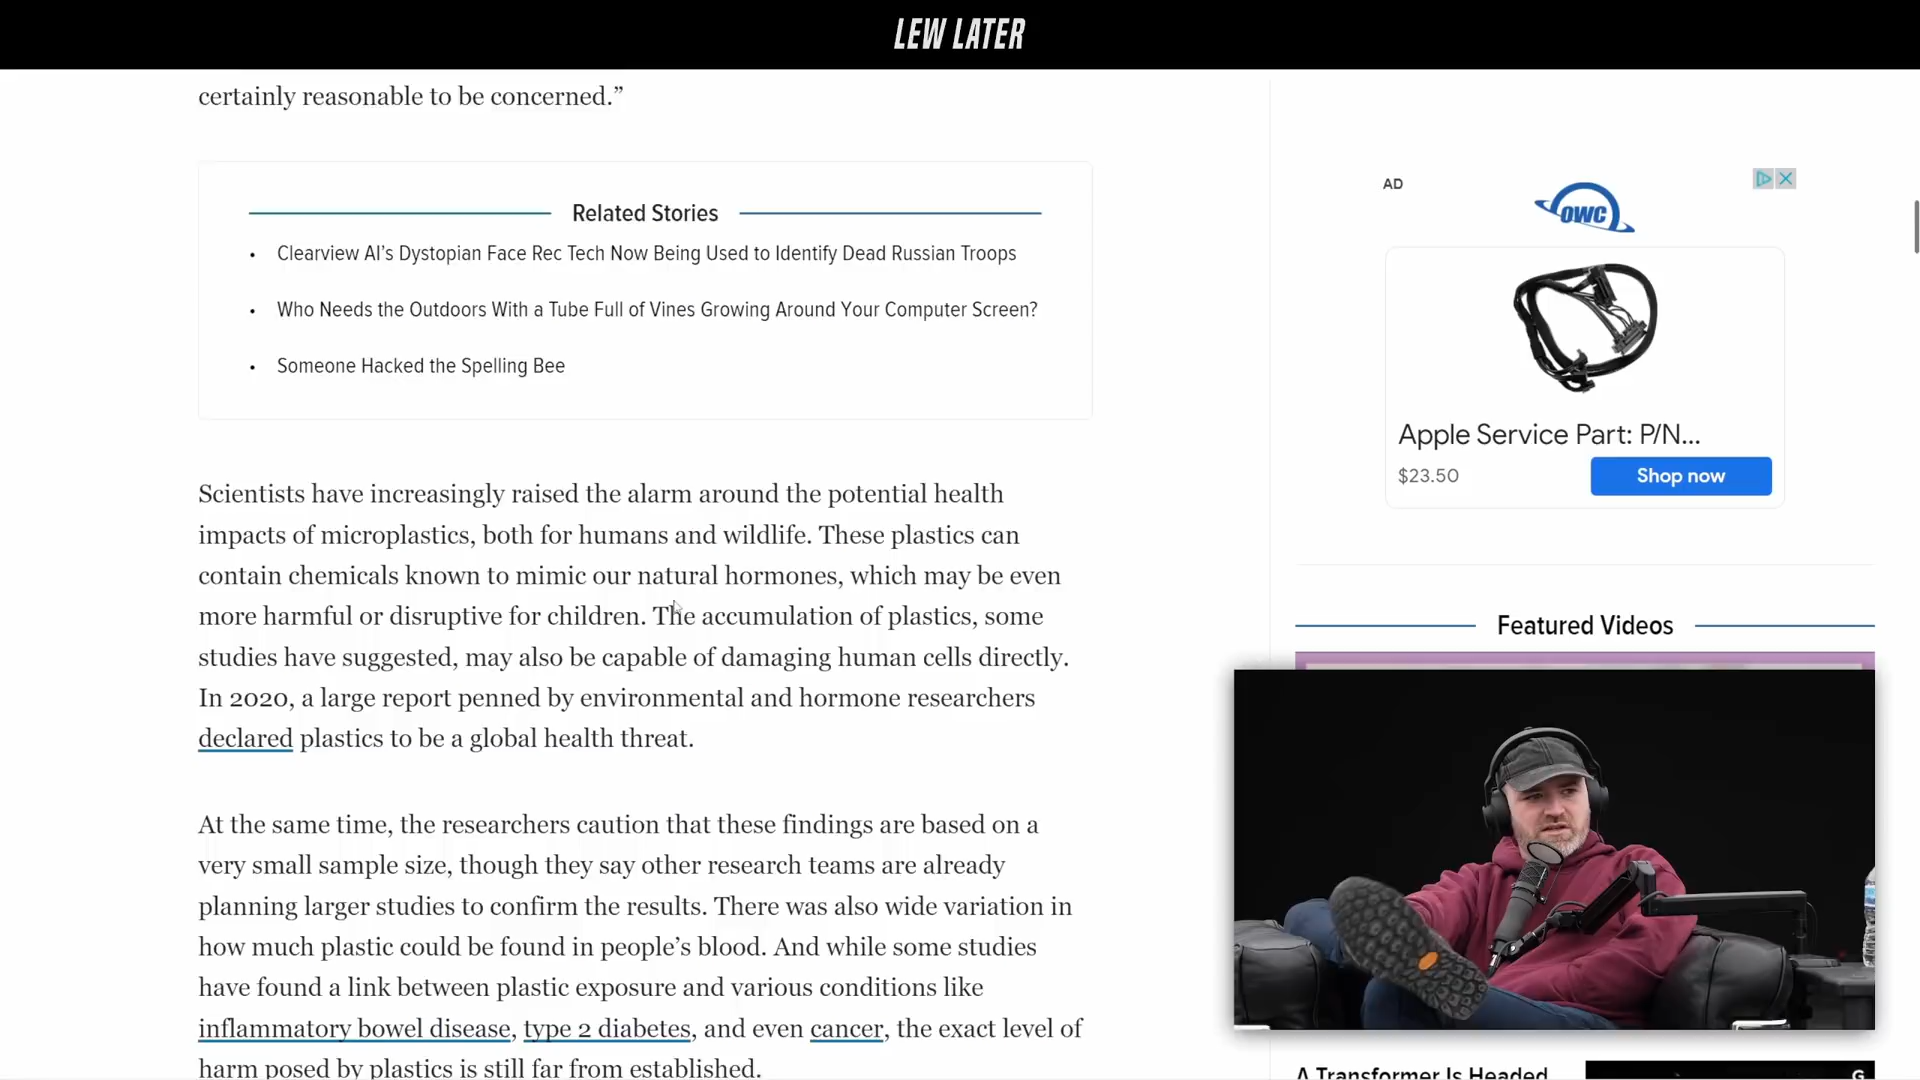 LEW LATER
certainly reasonable to be concerned.”
Related Stories
• Clearview AI’s Dystopian Face Rec Tech Now Being Used to Identify Dead Russian Troops
• Who Needs the Outdoors With a Tube Full of Vines Growing Around Your Computer Screen?
• Someone Hacked the Spelling Bee
Scientists have increasingly raised the alarm around the potential health
impacts of microplastics, both for humans and wildlife. These plastics can
contain chemicals known to mimic our natural hormones, which may be even
more harmful or disruptive for children. The accumulation of plastics, some
studies have suggested, may also be capable of damaging human cells directly.
In 2020, a large report penned by environmental and hormone researchers
declared plastics to be a global health threat.
At the same time, the researchers caution that these findings are based on a
very small sample size, though they say other research teams are already
planning larger studies to confirm the results. There was also wide variation in
how much plastic could be found in people’s blood. And while some studies
have found a link between plastic exposure and various conditions like
inflammatory bowel disease, type 2 diabetes, and even cancer, the exact level of
harm posed by plastics is still far from established.
AD
OWC
Apple Service Part: P/N...
$23.50
Shop now
Featured Videos
A Transformer Is Headed
G